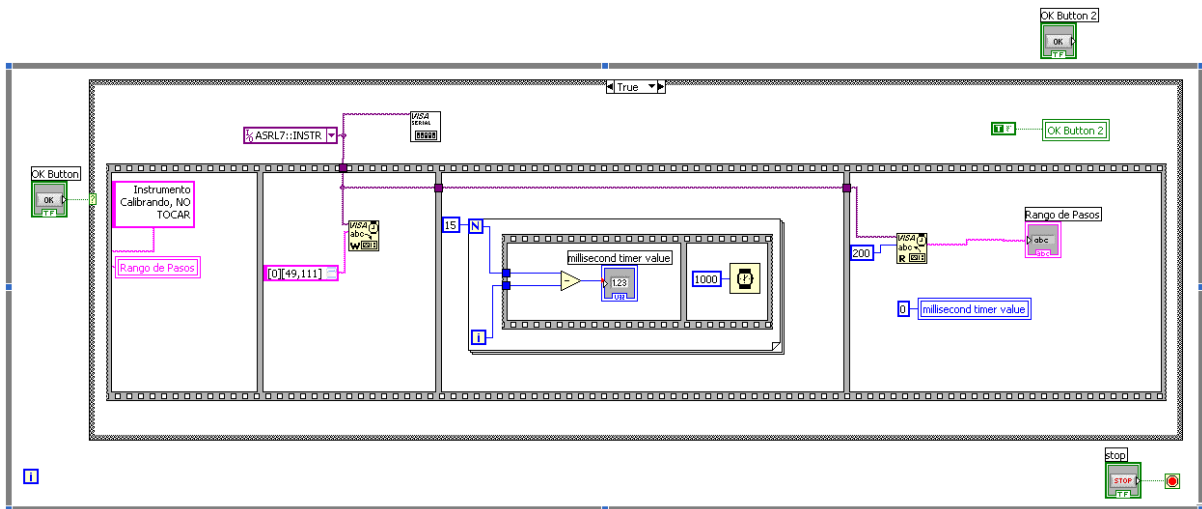 OK Button 2
OK
TF
True
VISA
SERIAL
ASRL7::INSTR
T F
OK Button 2
OK Button
OK
TF
?
Instrumento
Calibrando, NO
TOCAR
Rango de Pasos
VISA
abc
W
[0][49,111]
15
N
millisecond timer value
1.23
U32
i
1000
VISA
abc
R
200
Rango de Pasos
abc
abc
0
millisecond timer value
i
stop
STOP
TF